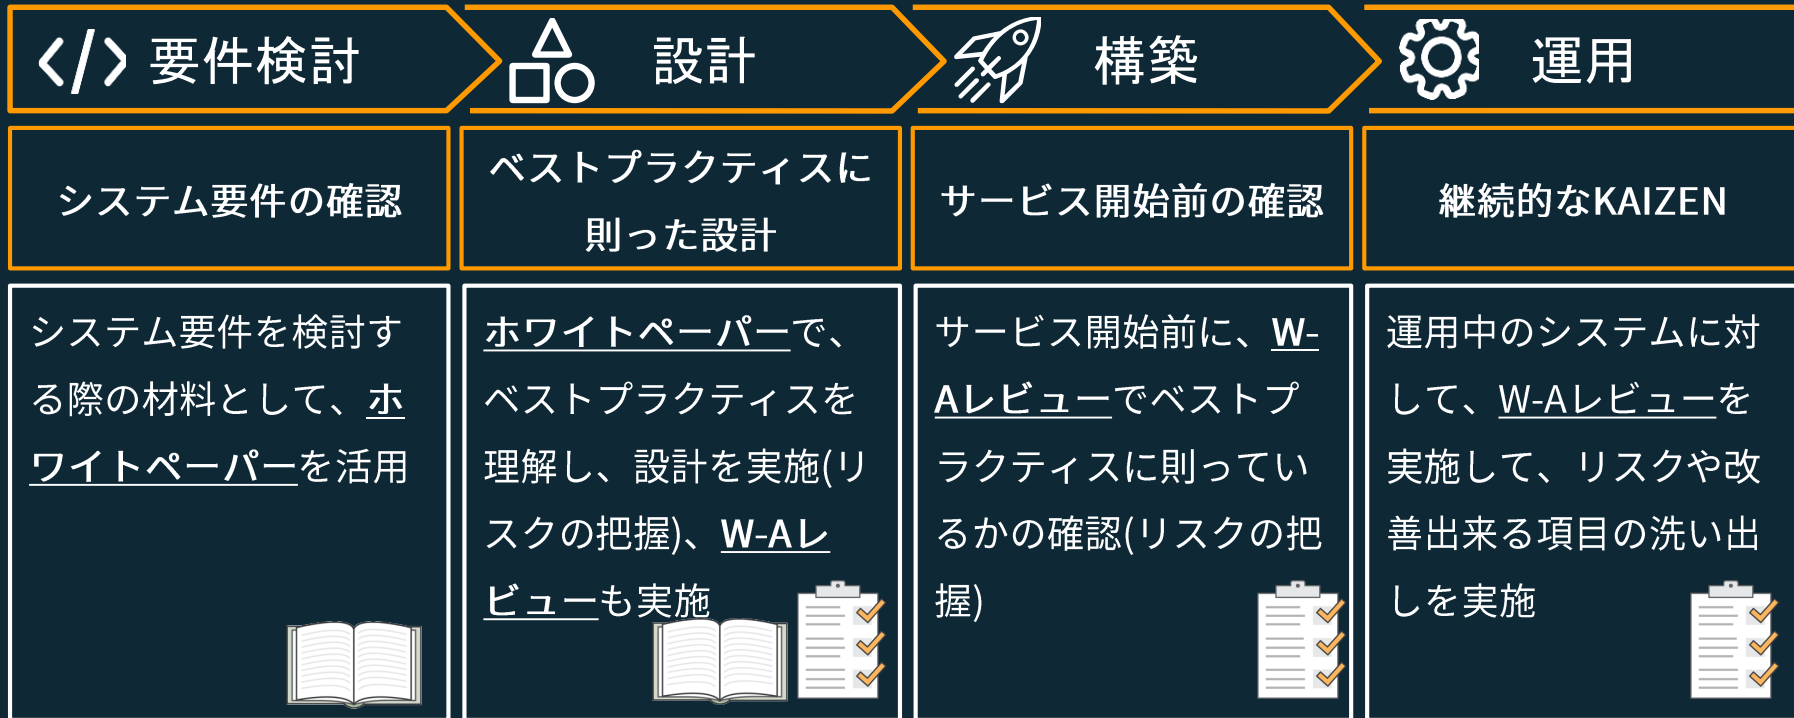 要件検討
設計
構築
運用
システム要件の確認
ベストプラクティスに
則った設計
サービス開始前の確認
継続的なKAIZEN
システム要件を検討す
る際の材料として、ホ
ワイトペーパーを活用
ホワイトペーパーで、
ベストプラクティスを
理解し、設計を実施(リ
スクの把握)、W-Aレ
ビューも実施
サービス開始前に、W-
Aレビューでベストプ
ラクティスに則ってい
るかの確認(リスクの把
握)
運用中のシステムに対
して、W-Aレビューを
実施して、リスクや改
善出来る項目の洗い出
しを実施